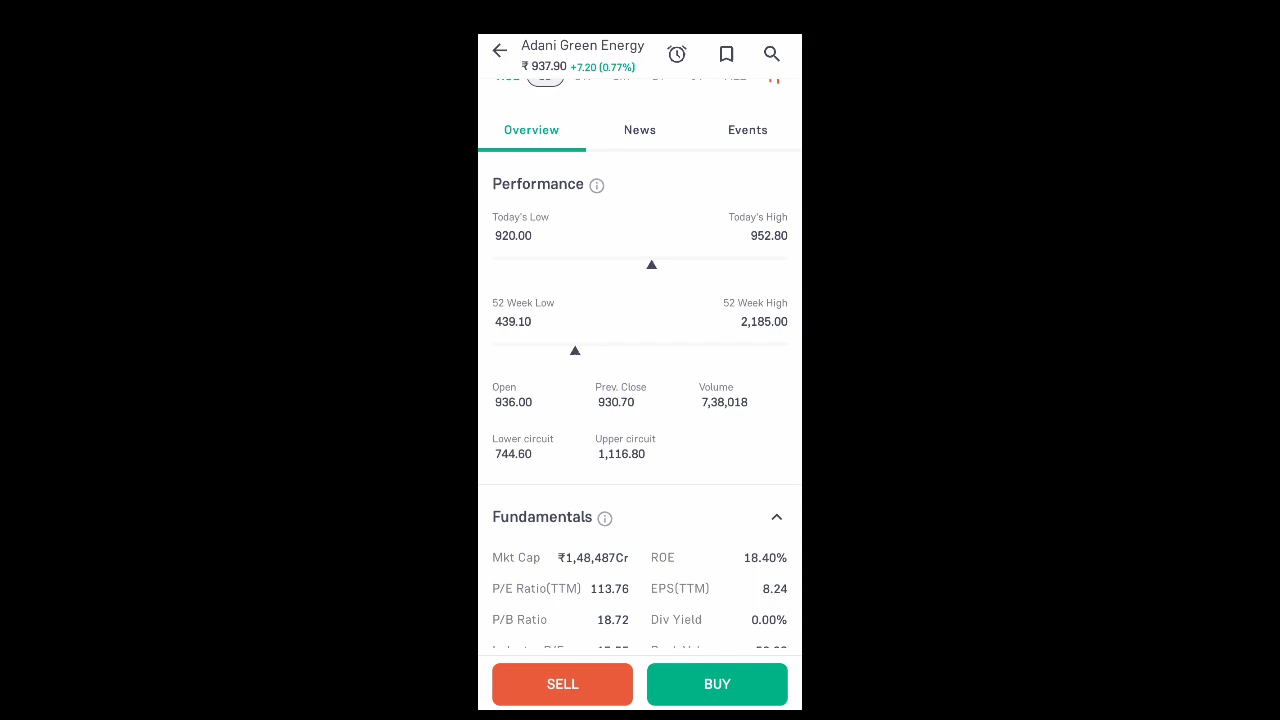 Adani Green Energy
₹ 937.90 +7.20 (0.77%)
Overview News Events
Performance
Today's Low Today's High
920.00 952.80
52 Week Low 52 Week High
439.10 2,185.00
Open Prev. Close Volume
936.00 930.70 7,38,018
Lower circuit Upper circuit
744.60 1,116.80
Fundamentals
Mkt Cap ₹1,48,487Cr ROE 18.40%
P/E Ratio(TTM) 113.76 EPS(TTM) 8.24
P/B Ratio 18.72 Div Yield 0.00%
SELL BUY